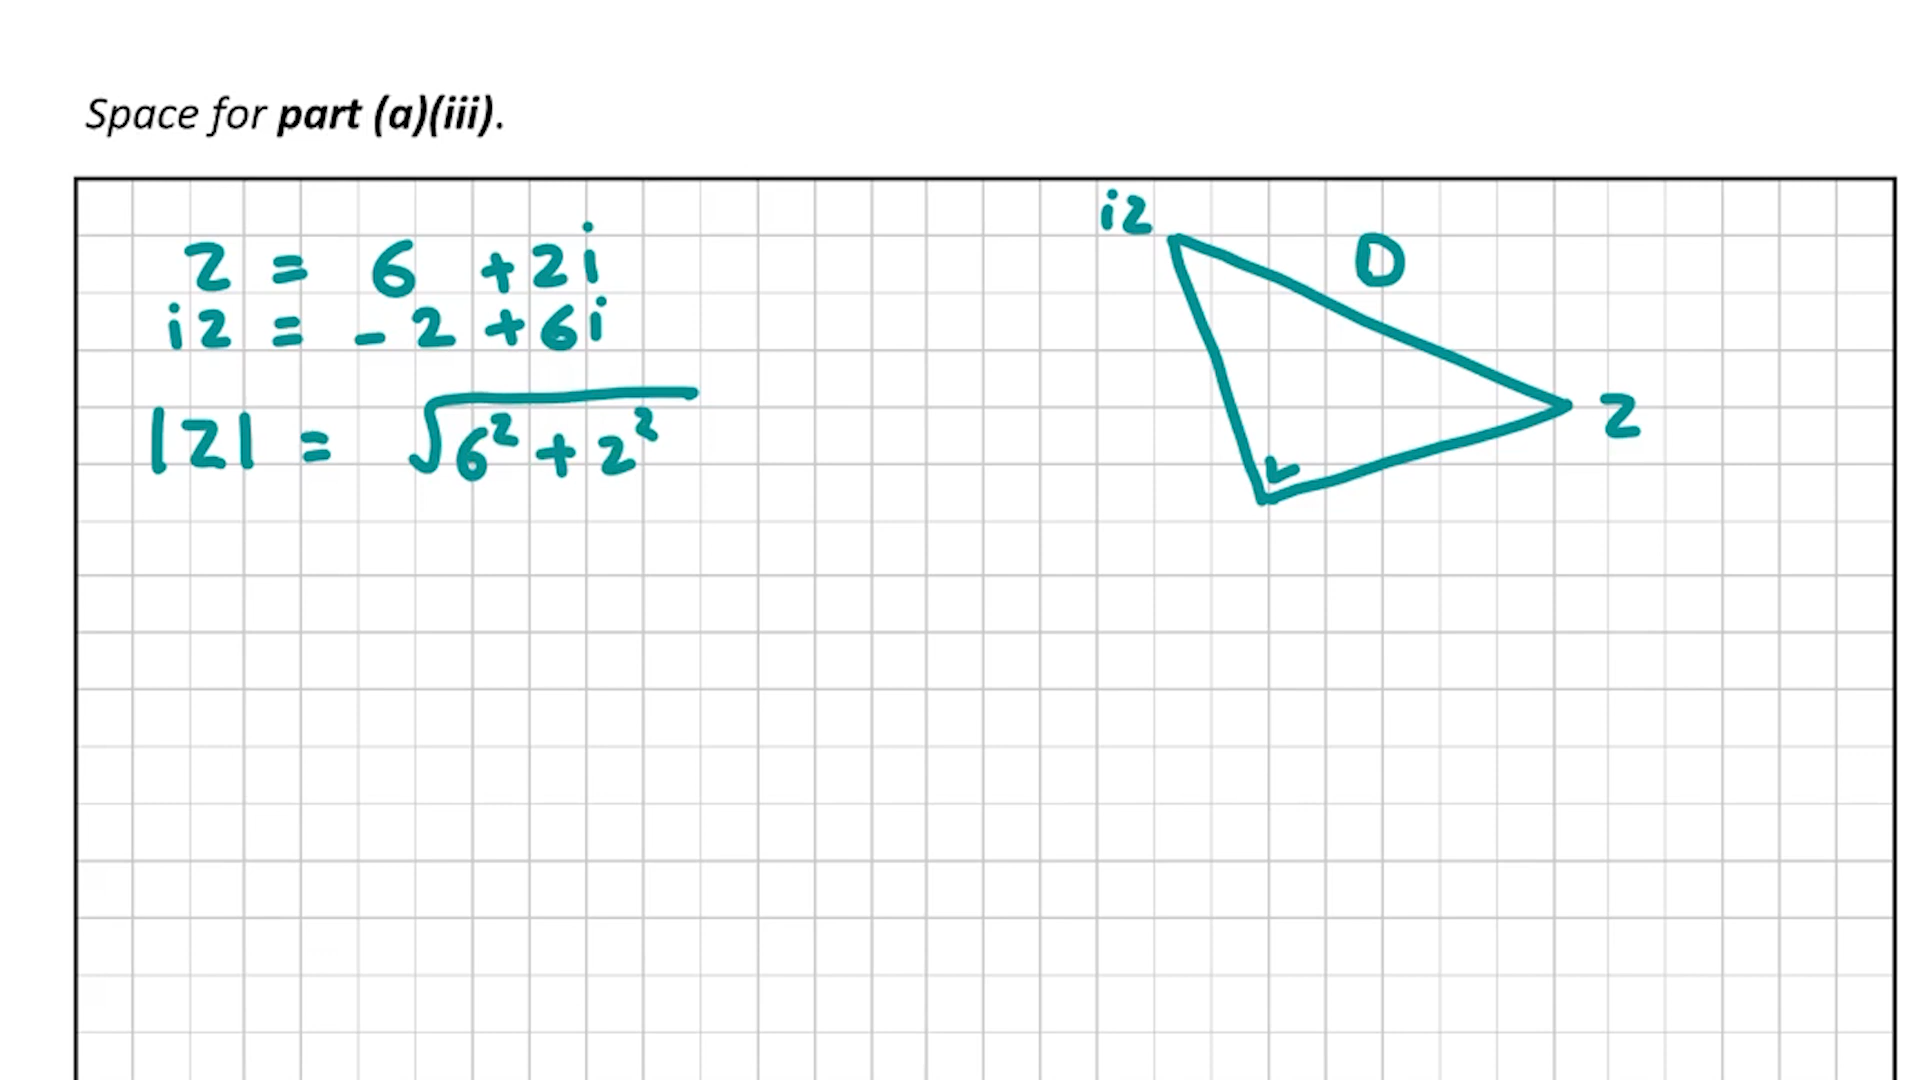 Space for part (a)(iii).
z = 6 + 2i
iz = -2 + 6i
|z| = √6² + 2²
iz
D
z